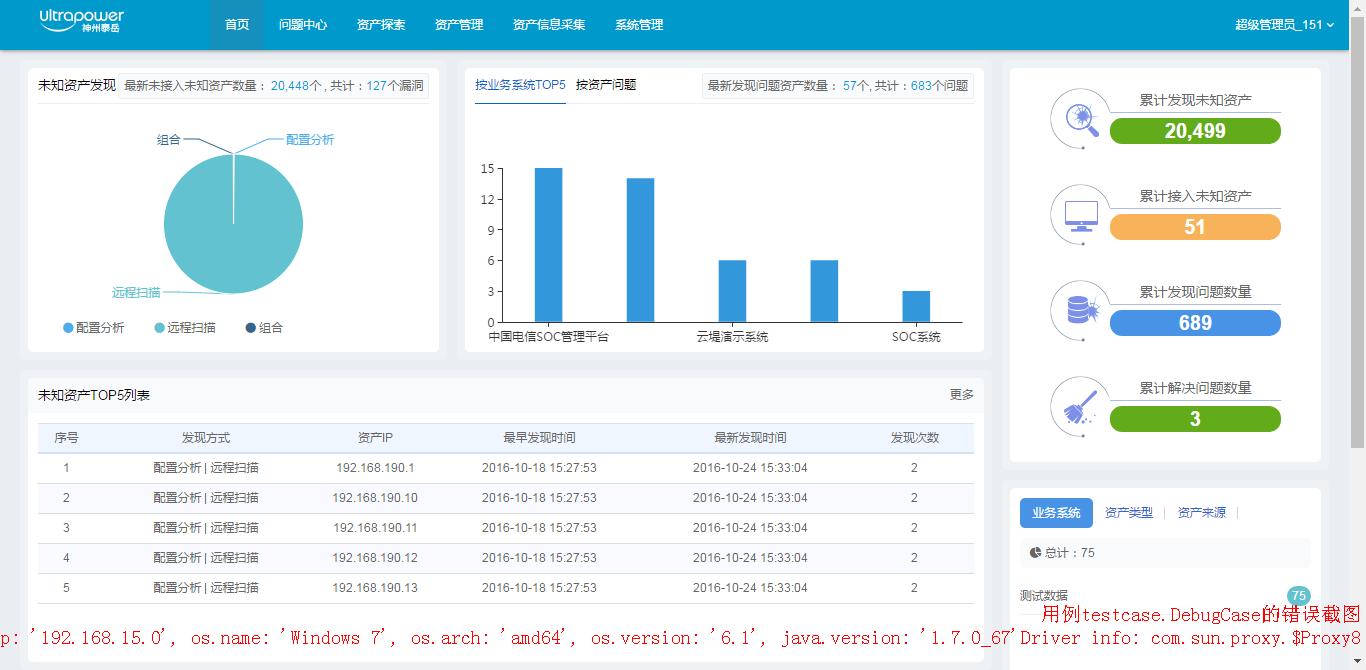 Ultrapower
神州泰岳
首页 问题中心 资产探索 资产管理 资产信息采集 系统管理 超级管理员_151
未知资产发现 最新未接入未知资产数量： 20,448个 , 共计：127个漏洞
组合 配置分析
远程扫描
配置分析 远程扫描 组合
按业务系统TOP5 按资产问题 最新发现问题资产数量： 57个, 共计：683个问题
15
12
9
6
3
0
中国电信SOC管理平台 云堤演示系统 SOC系统
累计发现未知资产
20,499
累计接入未知资产
51
累计发现问题数量
689
累计解决问题数量
3
未知资产TOP5列表 更多
序号 发现方式 资产IP 最早发现时间 最新发现时间 发现次数
1 配置分析 | 远程扫描 192.168.190.1 2016-10-18 15:27:53 2016-10-24 15:33:04 2
2 配置分析 | 远程扫描 192.168.190.10 2016-10-18 15:27:53 2016-10-24 15:33:04 2
3 配置分析 | 远程扫描 192.168.190.11 2016-10-18 15:27:53 2016-10-24 15:33:04 2
4 配置分析 | 远程扫描 192.168.190.12 2016-10-18 15:27:53 2016-10-24 15:33:04 2
5 配置分析 | 远程扫描 192.168.190.13 2016-10-18 15:27:53 2016-10-24 15:33:04 2
业务系统 资产类型 | 资产来源 |
总计：75
测试数据 75
用例testcase.DebugCase的错误截图
p: '192.168.15.0', os.name: 'Windows 7', os.arch: 'amd64', os.version: '6.1', java.version: '1.7.0_67'Driver info: com.sun.proxy.$Proxy8